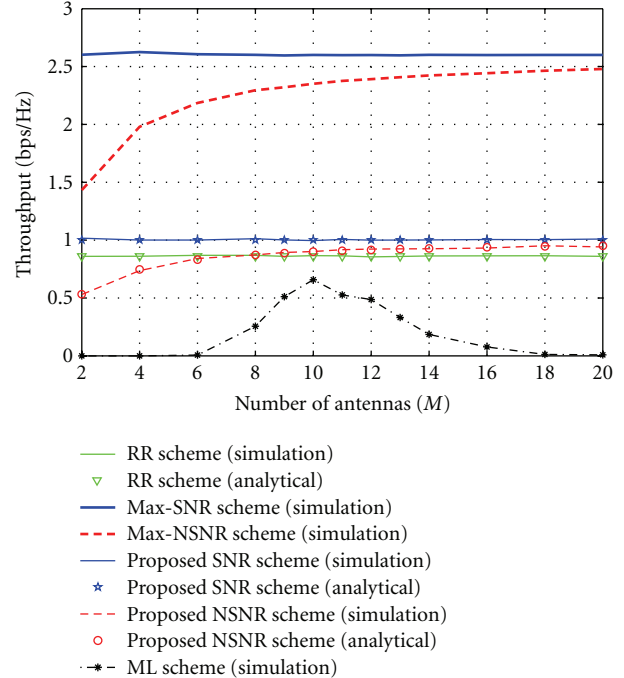 3
2.5
2
1.5
1
0.5
0
Throughput (bps/Hz)
2 4 6 8 10 12 14 16 18 20
Number of antennas (M)
RR scheme (simulation)
RR scheme (analytical)
Max-SNR scheme (simulation)
Max-NSNR scheme (simulation)
Proposed SNR scheme (simulation)
Proposed SNR scheme (analytical)
Proposed NSNR scheme (simulation)
Proposed NSNR scheme (analytical)
ML scheme (simulation)